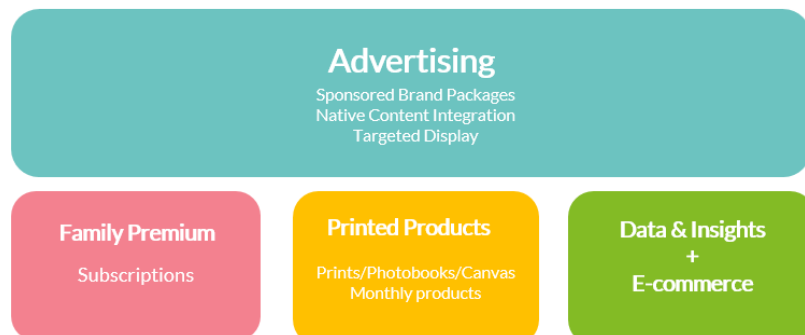 Advertising
Sponsored Brand Packages
Native Content Integration
Targeted Display
Family Premium
Subscriptions
Printed Products
Prints/Photobooks/Canvas
Monthly products
Data & Insights
+
E-commerce